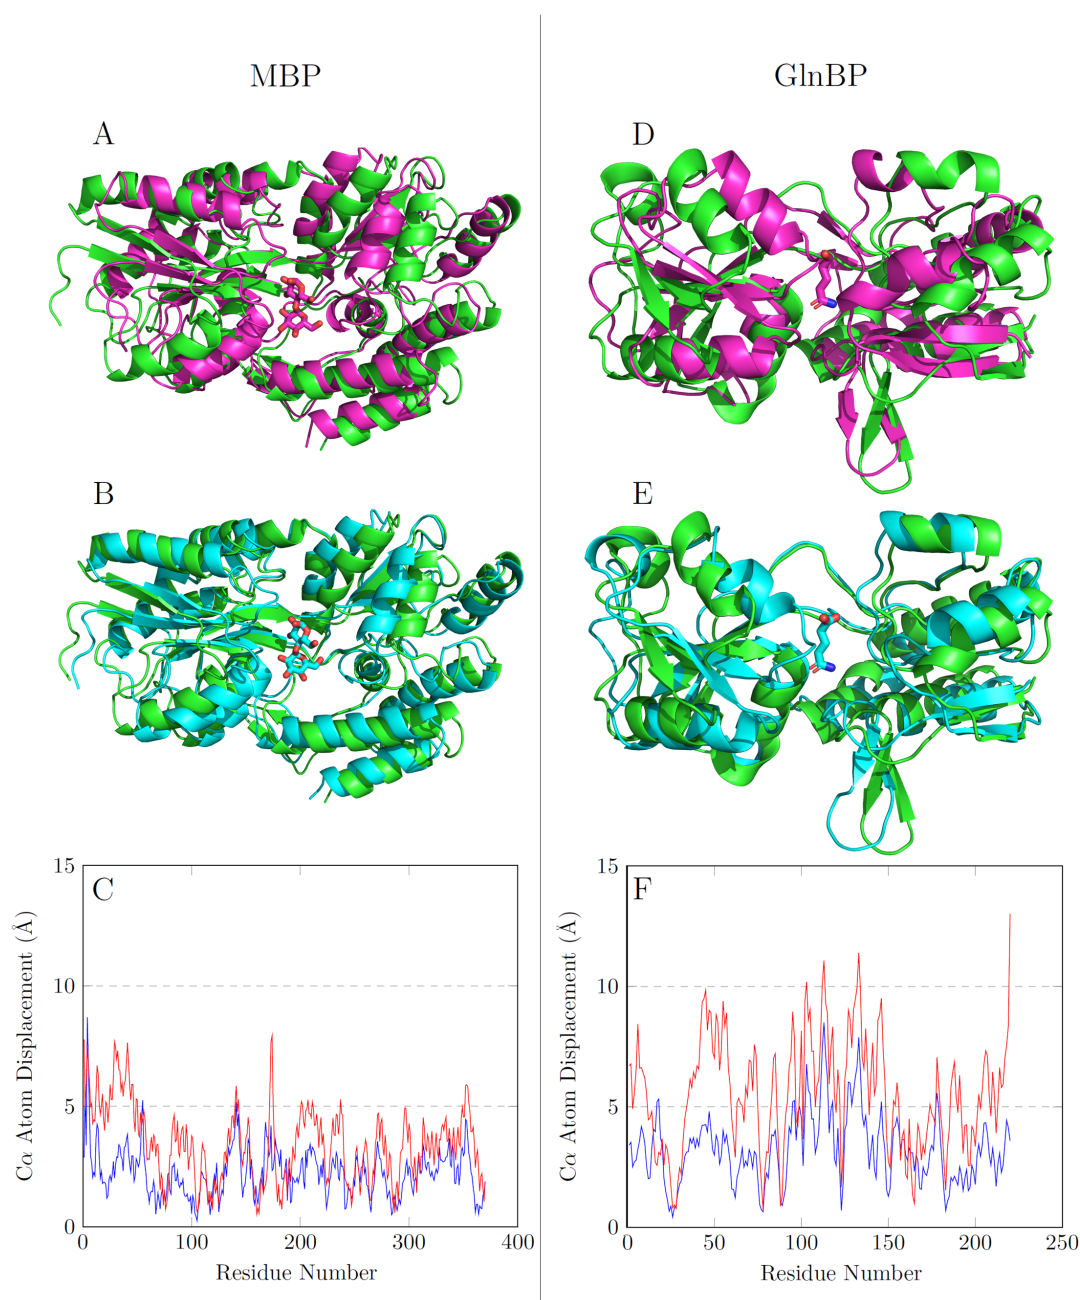 MBP
GlnBP
A
D
B
E
C
F
15
10
5
0
0
100
200
300
400
Cα Atom Displacement (Å)
Residue Number
15
10
5
0
0
50
100
150
200
250
Cα Atom Displacement (Å)
Residue Number